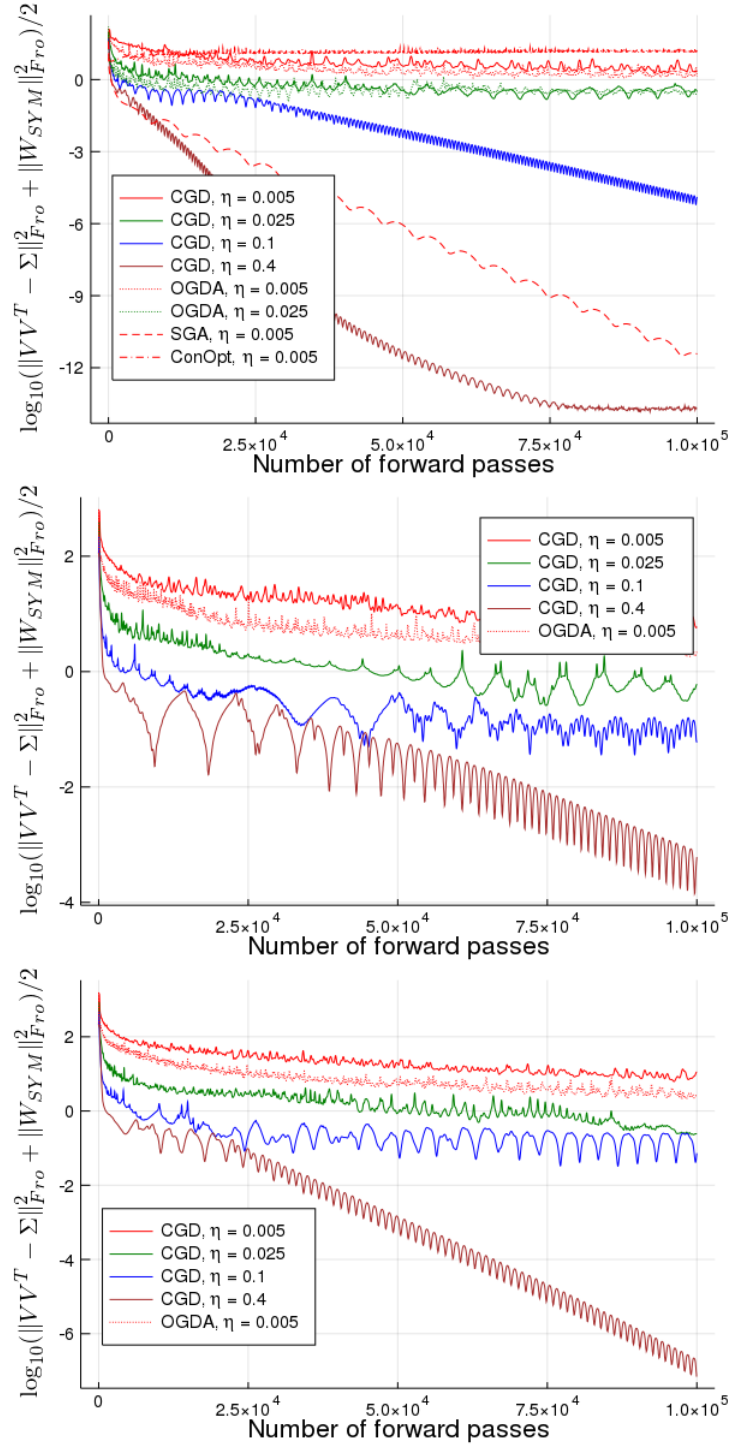 log₁₀(||VVᵀ − Σ||²_Fro + ||W_SYM||²_Fro)/2
0
-3
-6
-9
-12
CGD, η = 0.005
CGD, η = 0.025
CGD, η = 0.1
CGD, η = 0.4
OGDA, η = 0.005
OGDA, η = 0.025
SGA, η = 0.005
ConOpt, η = 0.005
0
2.5×10⁴
5.0×10⁴
7.5×10⁴
1.0×10⁵
Number of forward passes
log₁₀(||VVᵀ − Σ||²_Fro + ||W_SYM||²_Fro)/2
2
0
-2
-4
CGD, η = 0.005
CGD, η = 0.025
CGD, η = 0.1
CGD, η = 0.4
OGDA, η = 0.005
0
2.5×10⁴
5.0×10⁴
7.5×10⁴
1.0×10⁵
Number of forward passes
log₁₀(||VVᵀ − Σ||²_Fro + ||W_SYM||²_Fro)/2
2
0
-2
-4
-6
CGD, η = 0.005
CGD, η = 0.025
CGD, η = 0.1
CGD, η = 0.4
OGDA, η = 0.005
0
2.5×10⁴
5.0×10⁴
7.5×10⁴
1.0×10⁵
Number of forward passes